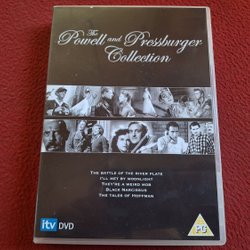 The
Powell and Pressburger
Collection
THE BATTLE OF THE RIVER PLATE
I'LL MET BY MOONLIGHT
THEY'RE A WEIRD MOB
BLACK NARCISSUS
THE TALES OF HOFFMAN
itv DVD
PG